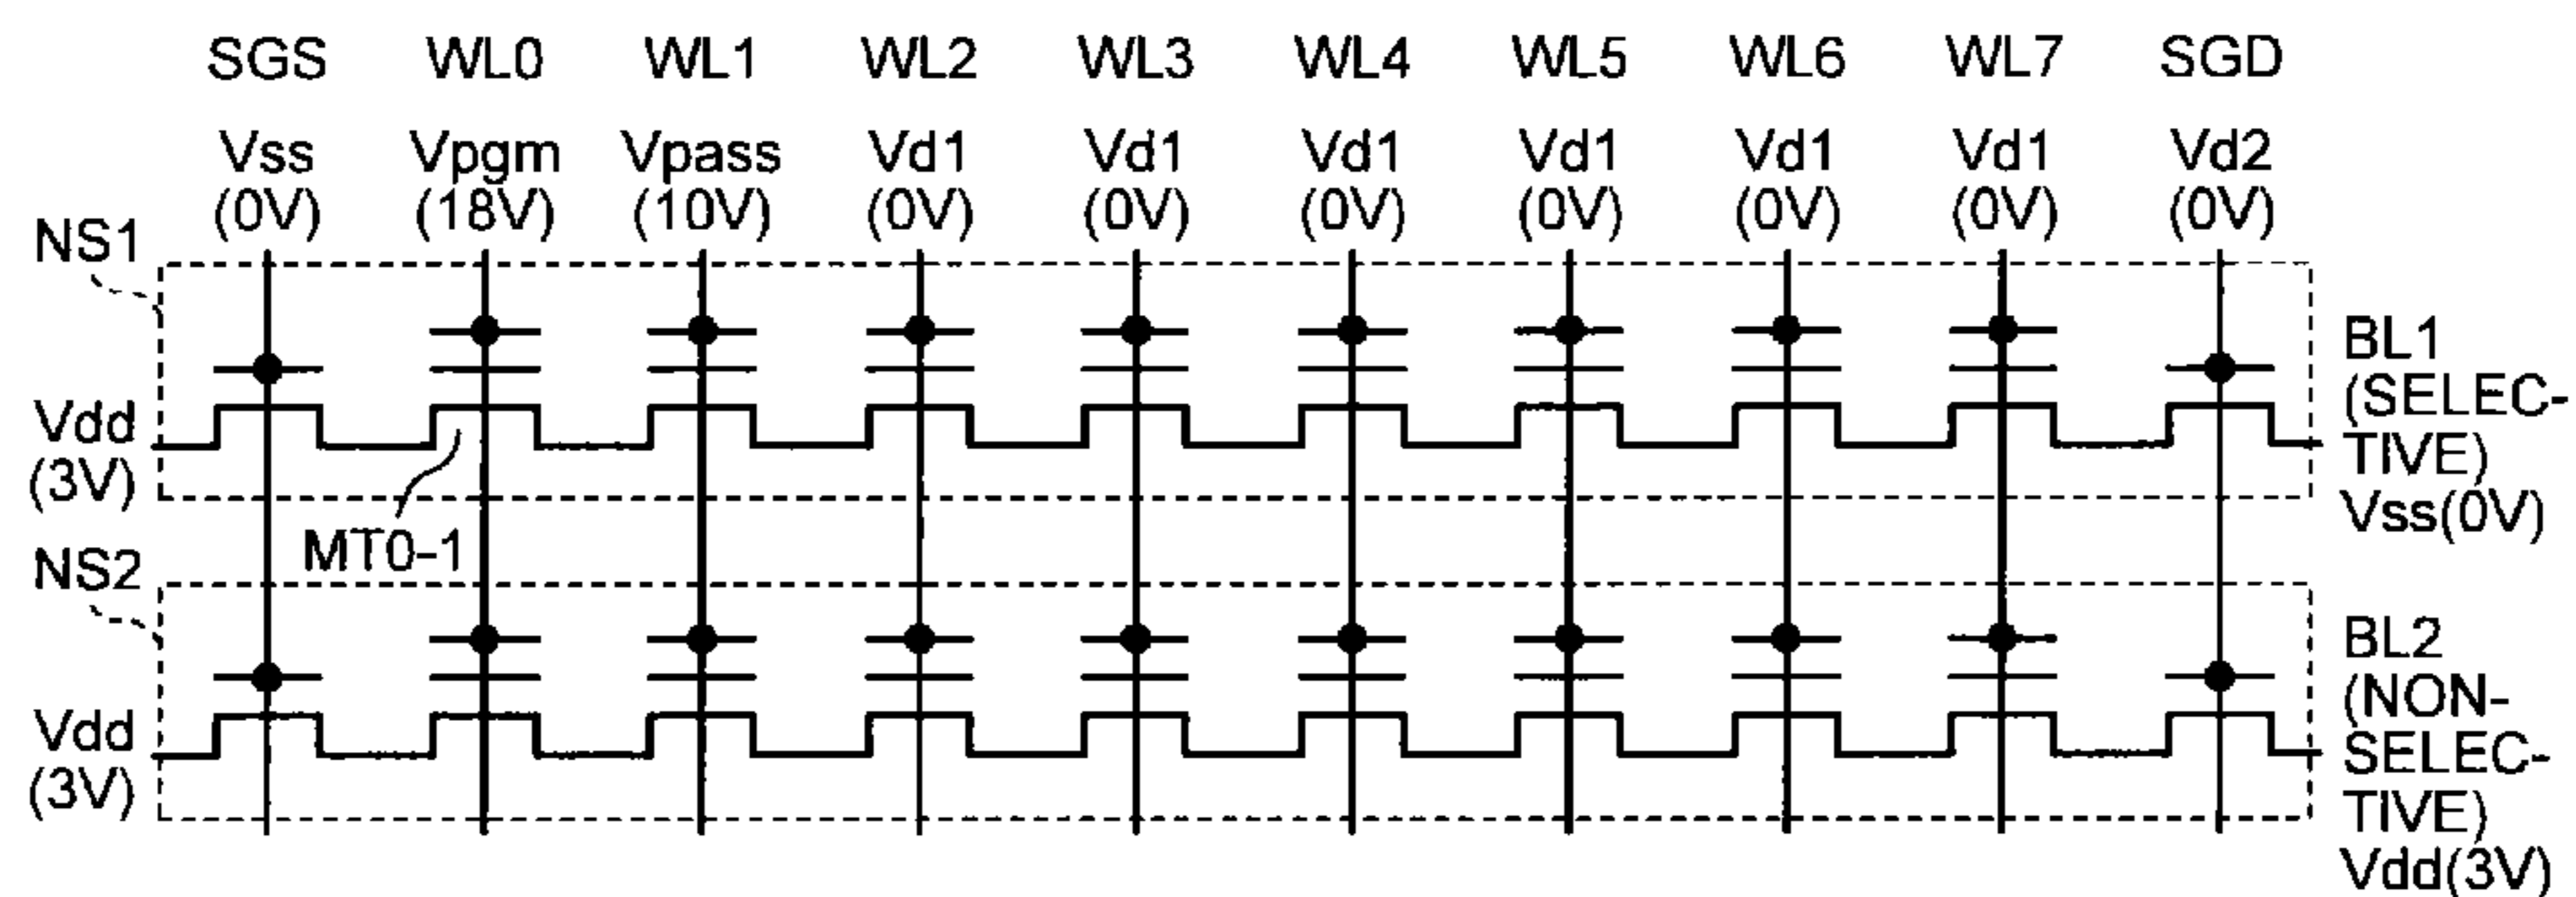 SGS WL0 WL1 WL2 WL3 WL4 WL5 WL6 WL7 SGD
Vss Vpgm Vpass Vd1 Vd1 Vd1 Vd1 Vd1 Vd1 Vd2
(0V) (18V) (10V) (0V) (0V) (0V) (0V) (0V) (0V) (0V)
NS1
Vdd
(3V)
MT0-1
BL1
(SELEC-
TIVE)
Vss(0V)
NS2
Vdd
(3V)
BL2
(NON-
SELEC-
TIVE)
Vdd(3V)